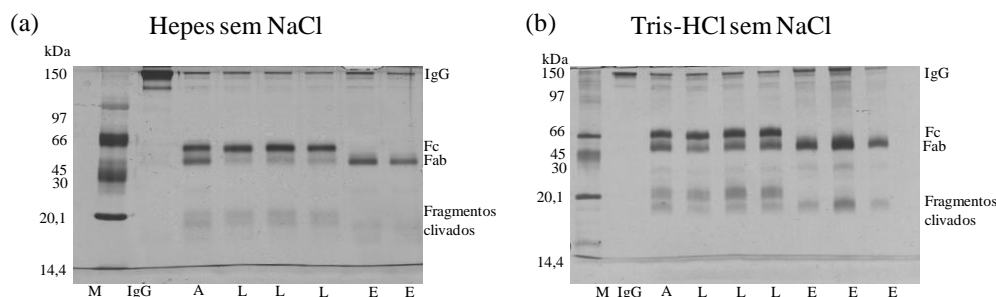 (a) Hepes sem NaCl
kDa
150
97
66
45
30
20,1
14,4
IgG
Fc
Fab
Fragmentos
clivados
M IgG A L L L E E
(b) Tris-HCl sem NaCl
kDa
150
97
66
45
30
20,1
14,4
IgG
Fc
Fab
Fragmentos
clivados
M IgG A L L L E E E